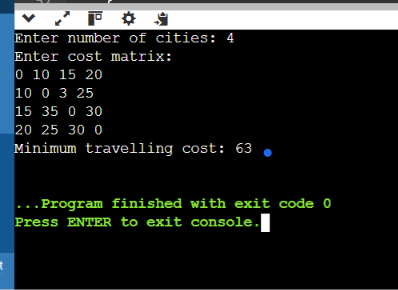 Enter number of cities: 4
Enter cost matrix:
0 10 15 20
10 0 3 25
15 35 0 30
20 25 30 0
Minimum travelling cost: 63
...Program finished with exit code 0
Press ENTER to exit console.
t